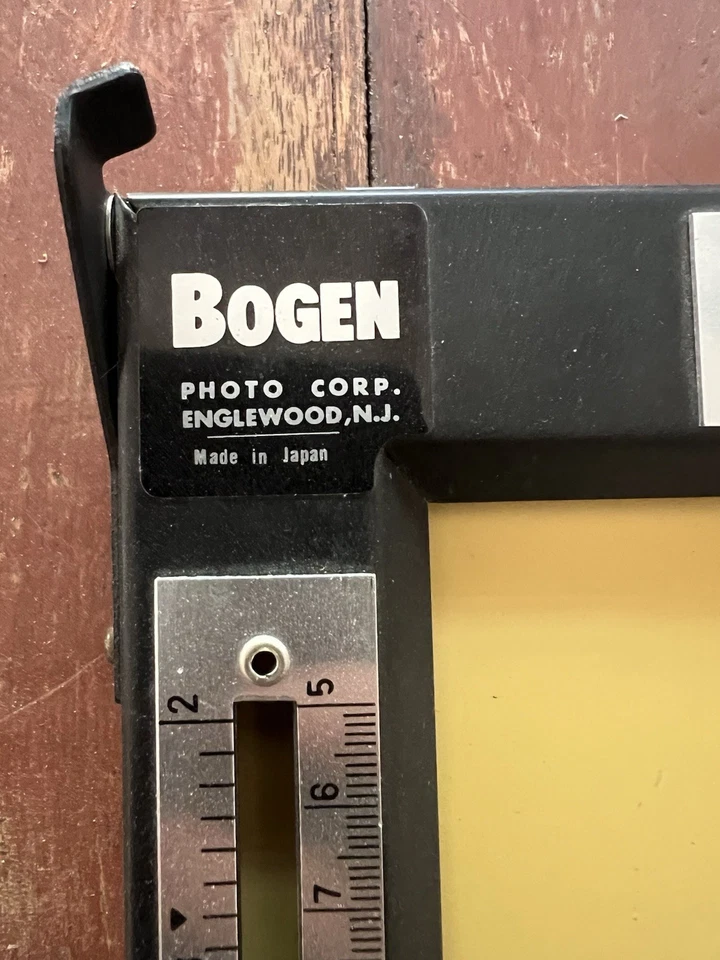 BOGEN
PHOTO CORP.
ENGLEWOOD, N.J.
Made in Japan
2
5
6
7